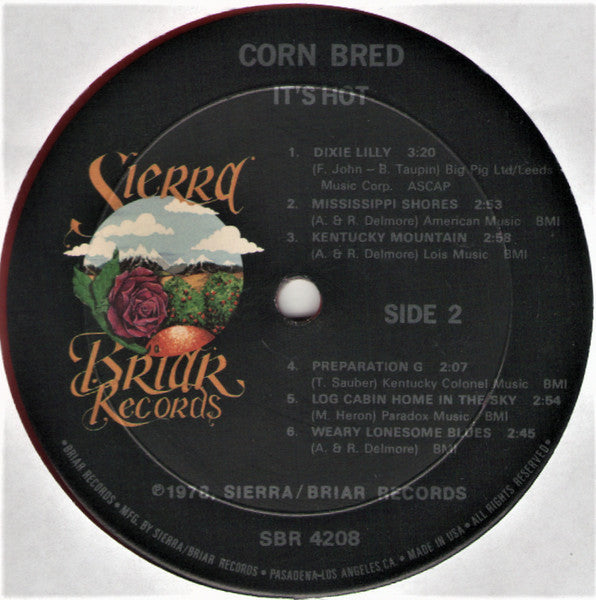 CORN BRED
IT'S HOT
Sierra
Briar
Records
1. DIXIE LILLY 3:20
(F. John – B. Taupin) Big Pig Ltd/Leeds
Music Corp. ASCAP
2. MISSISSIPPI SHORES 2:53
(A. & R. Delmore) American Music BMI
3. KENTUCKY MOUNTAIN 2:58
(A. & R. Delmore) Lois Music BMI
SIDE 2
4. PREPARATION G 2:07
(T. Sauber) Kentucky Colonel Music BMI
5. LOG CABIN HOME IN THE SKY 2:54
(M. Heron) Paradox Music BMI
6. WEARY LONESOME BLUES 2:45
(A. & R. Delmore) BMI
℗1978, SIERRA/BRIAR RECORDS
SBR 4208
• BRIAR RECORDS • MFG. BY SIERRA/BRIAR RECORDS • PASADENA-LOS ANGELES, CA. • MADE IN USA • ALL RIGHTS RESERVED •